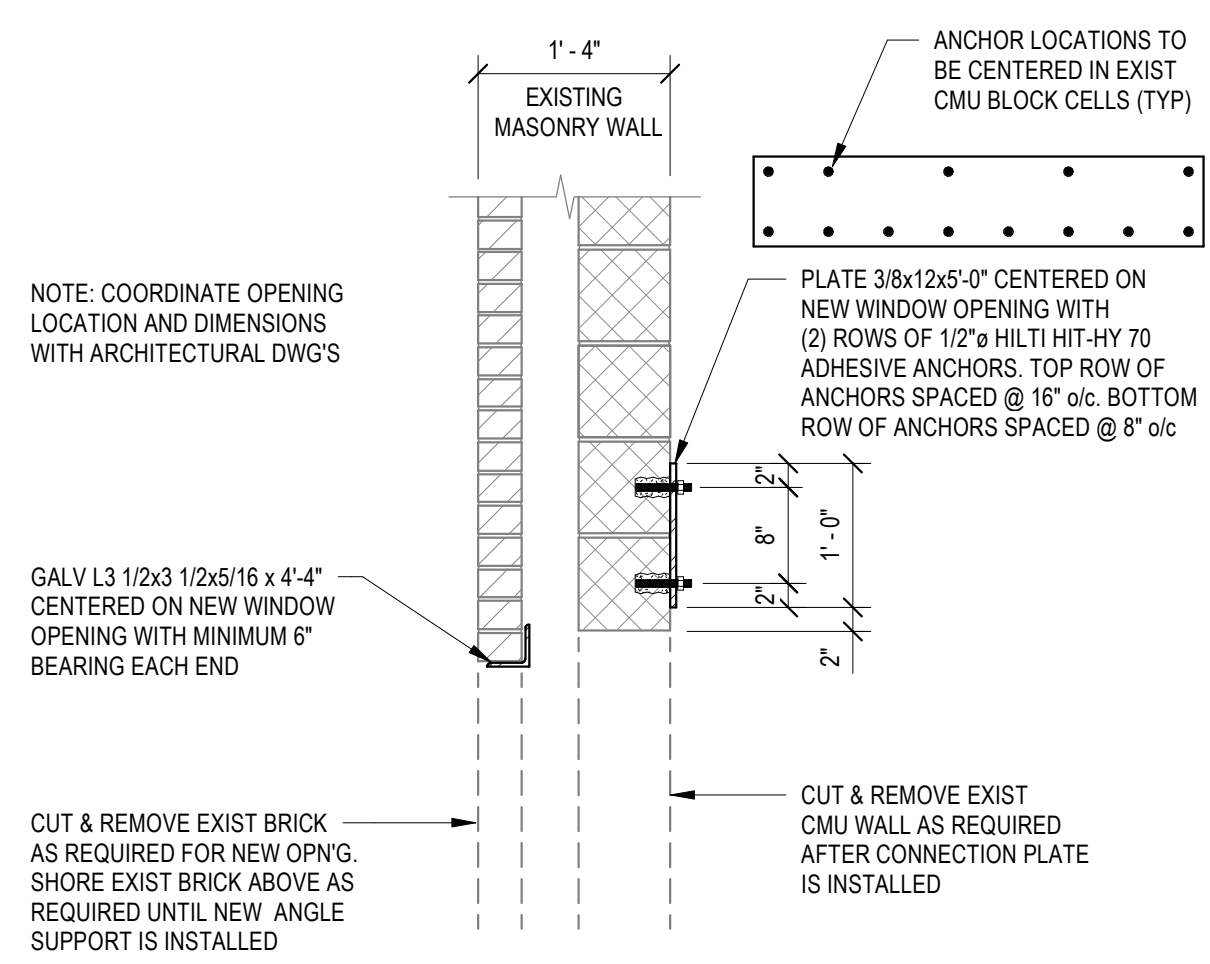 1' - 4"
EXISTING
MASONRY WALL
ANCHOR LOCATIONS TO
BE CENTERED IN EXIST
CMU BLOCK CELLS (TYP)
NOTE: COORDINATE OPENING
LOCATION AND DIMENSIONS
WITH ARCHITECTURAL DWG'S
PLATE 3/8x12x5'-0" CENTERED ON
NEW WINDOW OPENING WITH
(2) ROWS OF 1/2"ø HILTI HIT-HY 70
ADHESIVE ANCHORS. TOP ROW OF
ANCHORS SPACED @ 16" o/c. BOTTOM
ROW OF ANCHORS SPACED @ 8" o/c
2"
8"
2"
1' - 0"
2"
GALV L3 1/2x3 1/2x5/16 x 4'-4"
CENTERED ON NEW WINDOW
OPENING WITH MINIMUM 6"
BEARING EACH END
CUT & REMOVE EXIST BRICK
AS REQUIRED FOR NEW OPN'G.
SHORE EXIST BRICK ABOVE AS
REQUIRED UNTIL NEW ANGLE
SUPPORT IS INSTALLED
CUT & REMOVE EXIST
CMU WALL AS REQUIRED
AFTER CONNECTION PLATE
IS INSTALLED